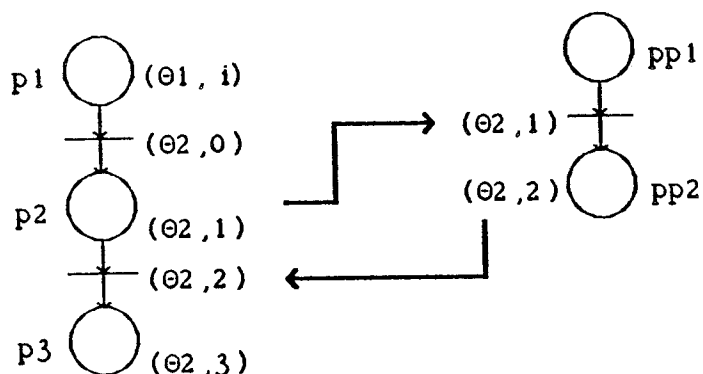 p1 (Θ1, i)
(Θ2,0)
p2 (Θ2,1)
(Θ2,2)
p3 (Θ2,3)
pp1
(Θ2,1)
(Θ2,2) pp2